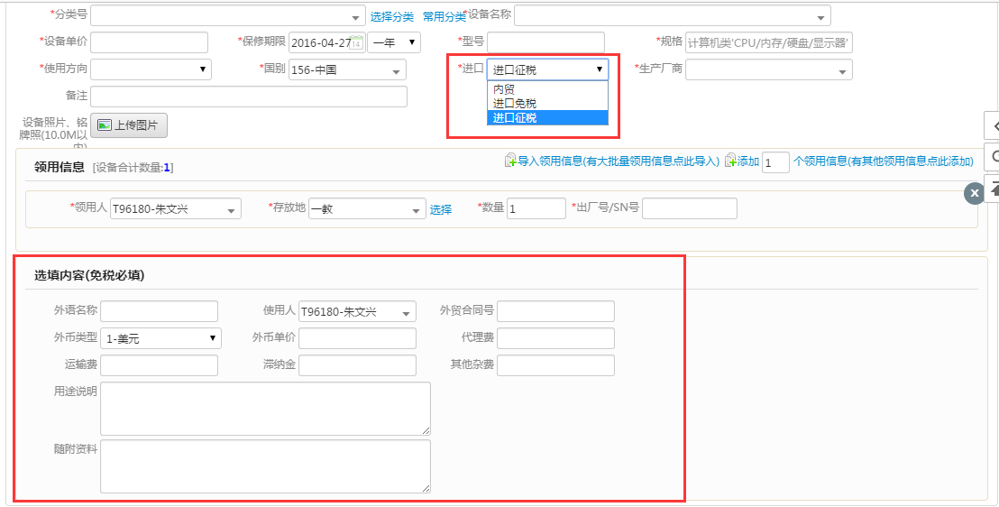 *分类号 选择分类 常用分类 *设备名称
*设备单价 *保修期限 2016-04-27 14 一年 *型号 *规格 计算机类'CPU/内存/硬盘/显示器'
*使用方向 *国别 156-中国 *进口 进口征税 *生产厂商
内贸
备注
进口免税
进口征税
设备照片、铭
牌照(10.0M以
内)
上传图片
领用信息 [设备合计数量:1] 导入领用信息(有大批量领用信息点此导入) 添加 1 个领用信息(有其他领用信息点此添加)
*领用人 T96180-朱文兴 *存放地 一教 选择 *数量 1 *出厂号/SN号
选填内容(免税必填)
外语名称 使用人 T96180-朱文兴 外贸合同号
外币类型 1-美元 外币单价 代理费
运输费 滞纳金 其他杂费
用途说明
随附资料